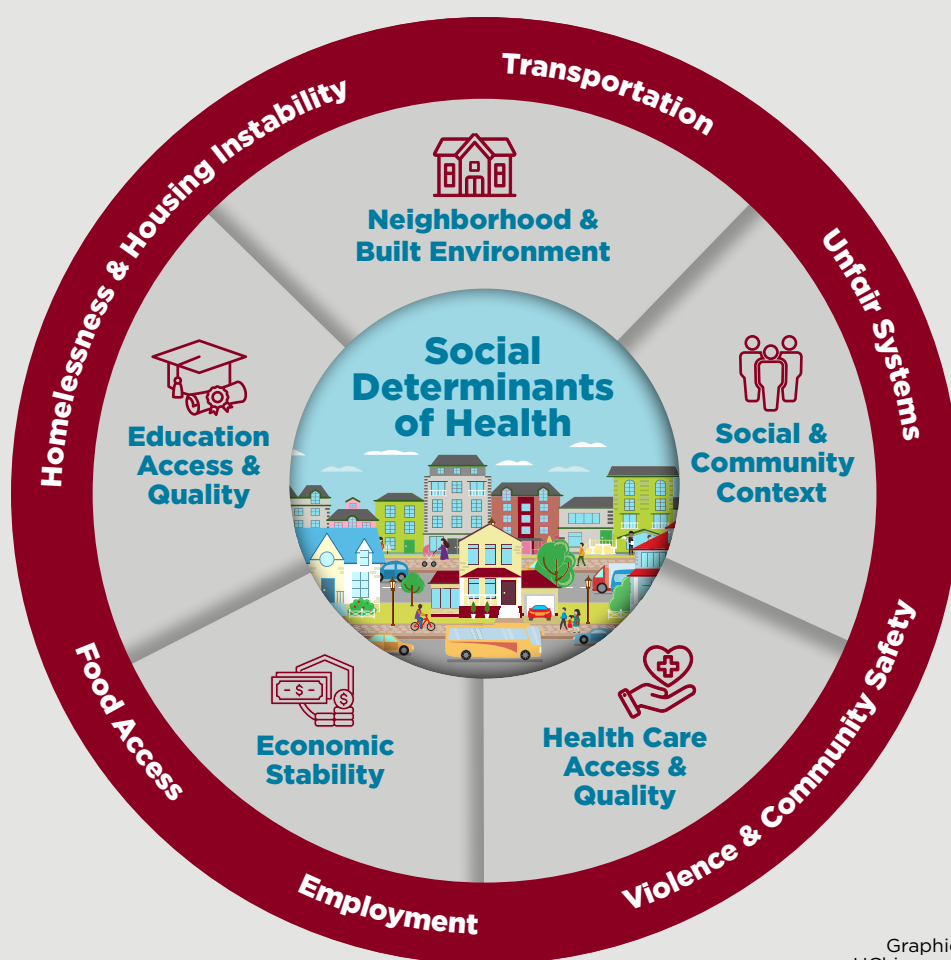 Transportation
Homelessness & Housing Instability
Unfair Systems
Neighborhood &
Built Environment
Social
Determinants
of Health
Education
Access &
Quality
Social &
Community
Context
Economic
Stability
Health Care
Access &
Quality
Food Access
Violence & Community Safety
Employment
- $ -
$
Graphic